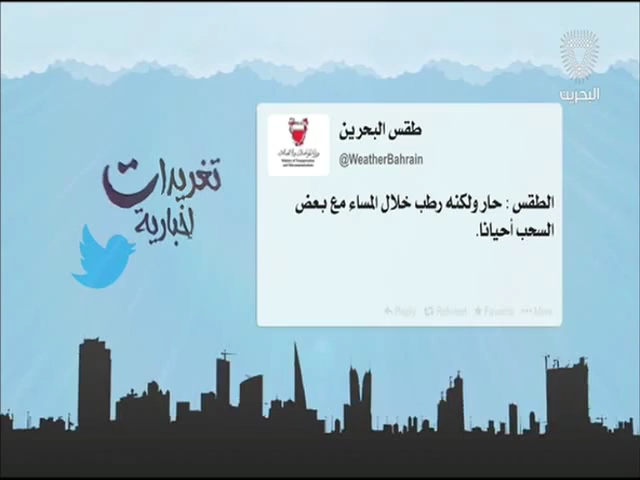 البحرين
طقس البحرين
@WeatherBahrain
تغريدات
إخبارية
الطقس : حار ولكنه رطب خلال المساء مع بعض
السحب أحيانا.
Reply Retweet Favorite More